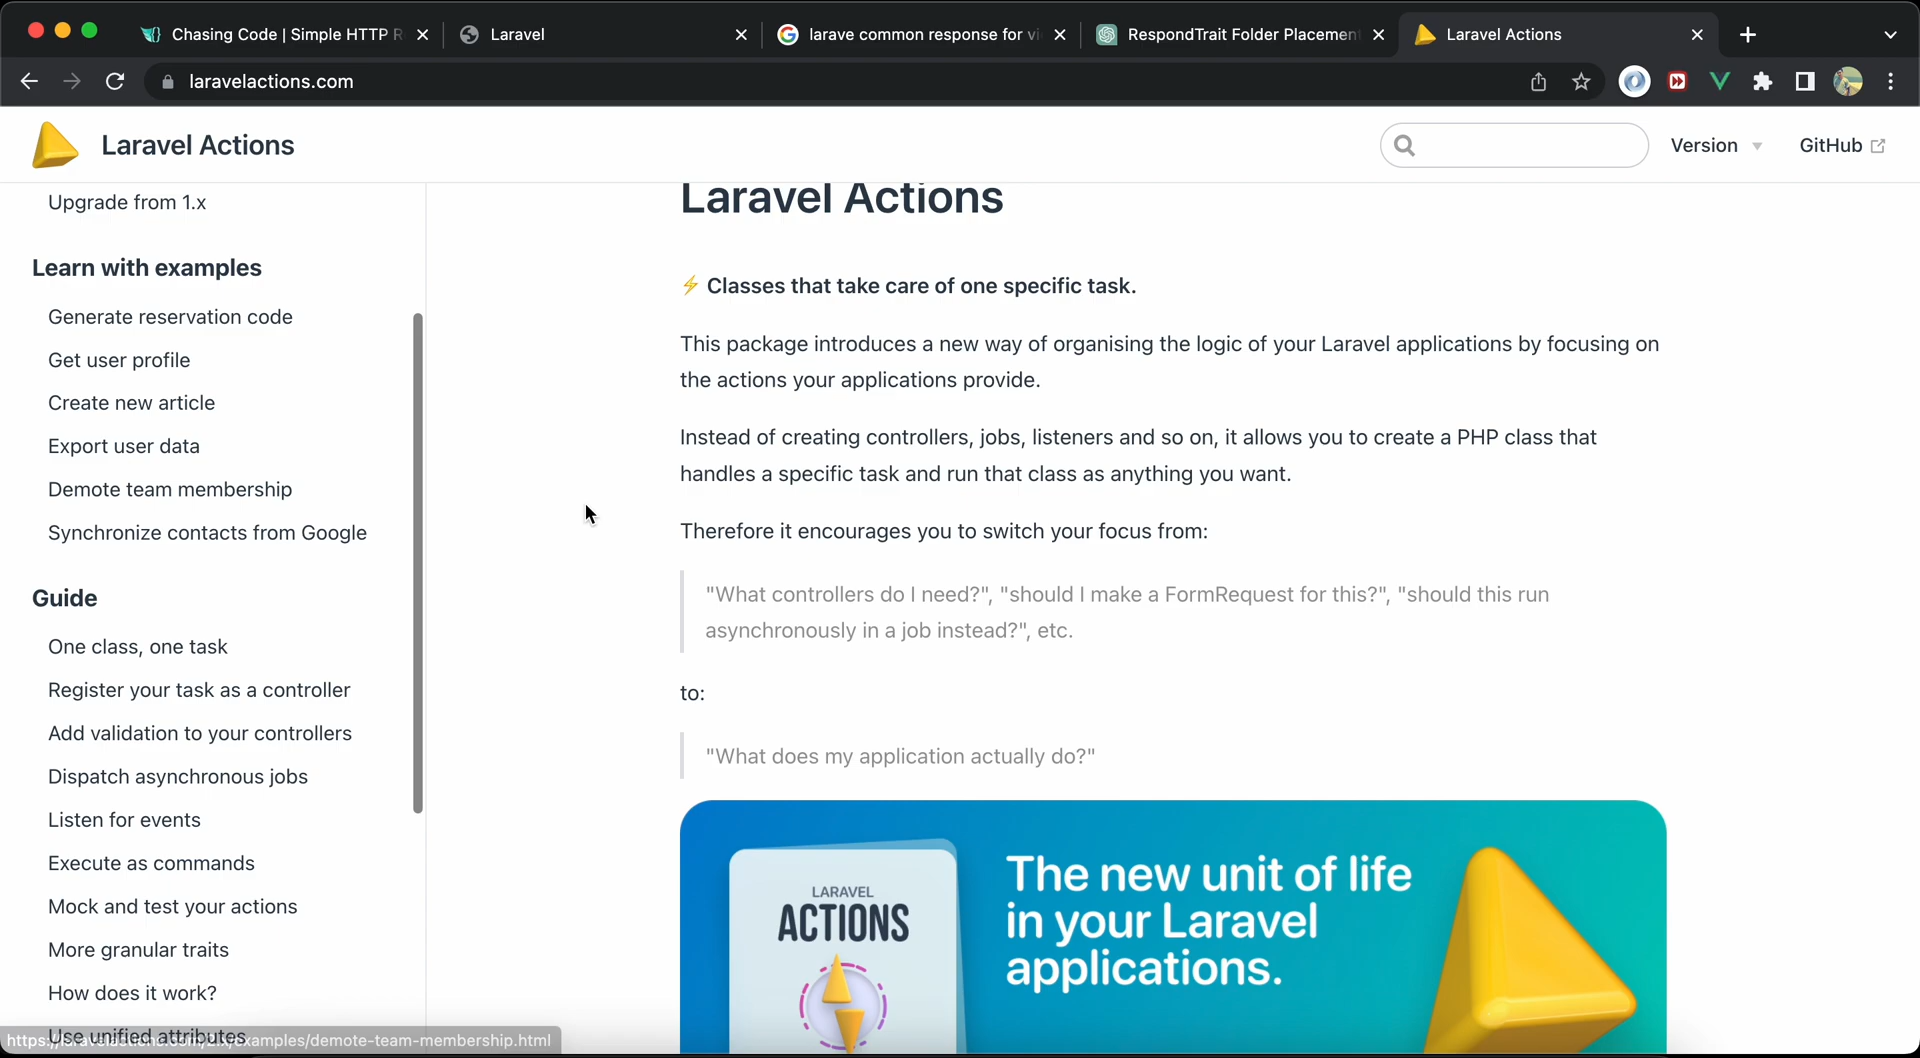 Chasing Code | Simple HTTP R
Laravel
larave common response for vi
RespondTrait Folder Placemen
Laravel Actions
laravelactions.com
Laravel Actions
Version
GitHub
Upgrade from 1.x
Learn with examples
Generate reservation code
Get user profile
Create new article
Export user data
Demote team membership
Synchronize contacts from Google
Guide
One class, one task
Register your task as a controller
Add validation to your controllers
Dispatch asynchronous jobs
Listen for events
Execute as commands
Mock and test your actions
More granular traits
How does it work?
Use unified attributes
Laravel Actions
⚡ Classes that take care of one specific task.
This package introduces a new way of organising the logic of your Laravel applications by focusing on
the actions your applications provide.
Instead of creating controllers, jobs, listeners and so on, it allows you to create a PHP class that
handles a specific task and run that class as anything you want.
Therefore it encourages you to switch your focus from:
"What controllers do I need?", "should I make a FormRequest for this?", "should this run
asynchronously in a job instead?", etc.
to:
"What does my application actually do?"
LARAVEL
ACTIONS
The new unit of life
in your Laravel
applications.
https://laravelactions.com/2.x/examples/demote-team-membership.html